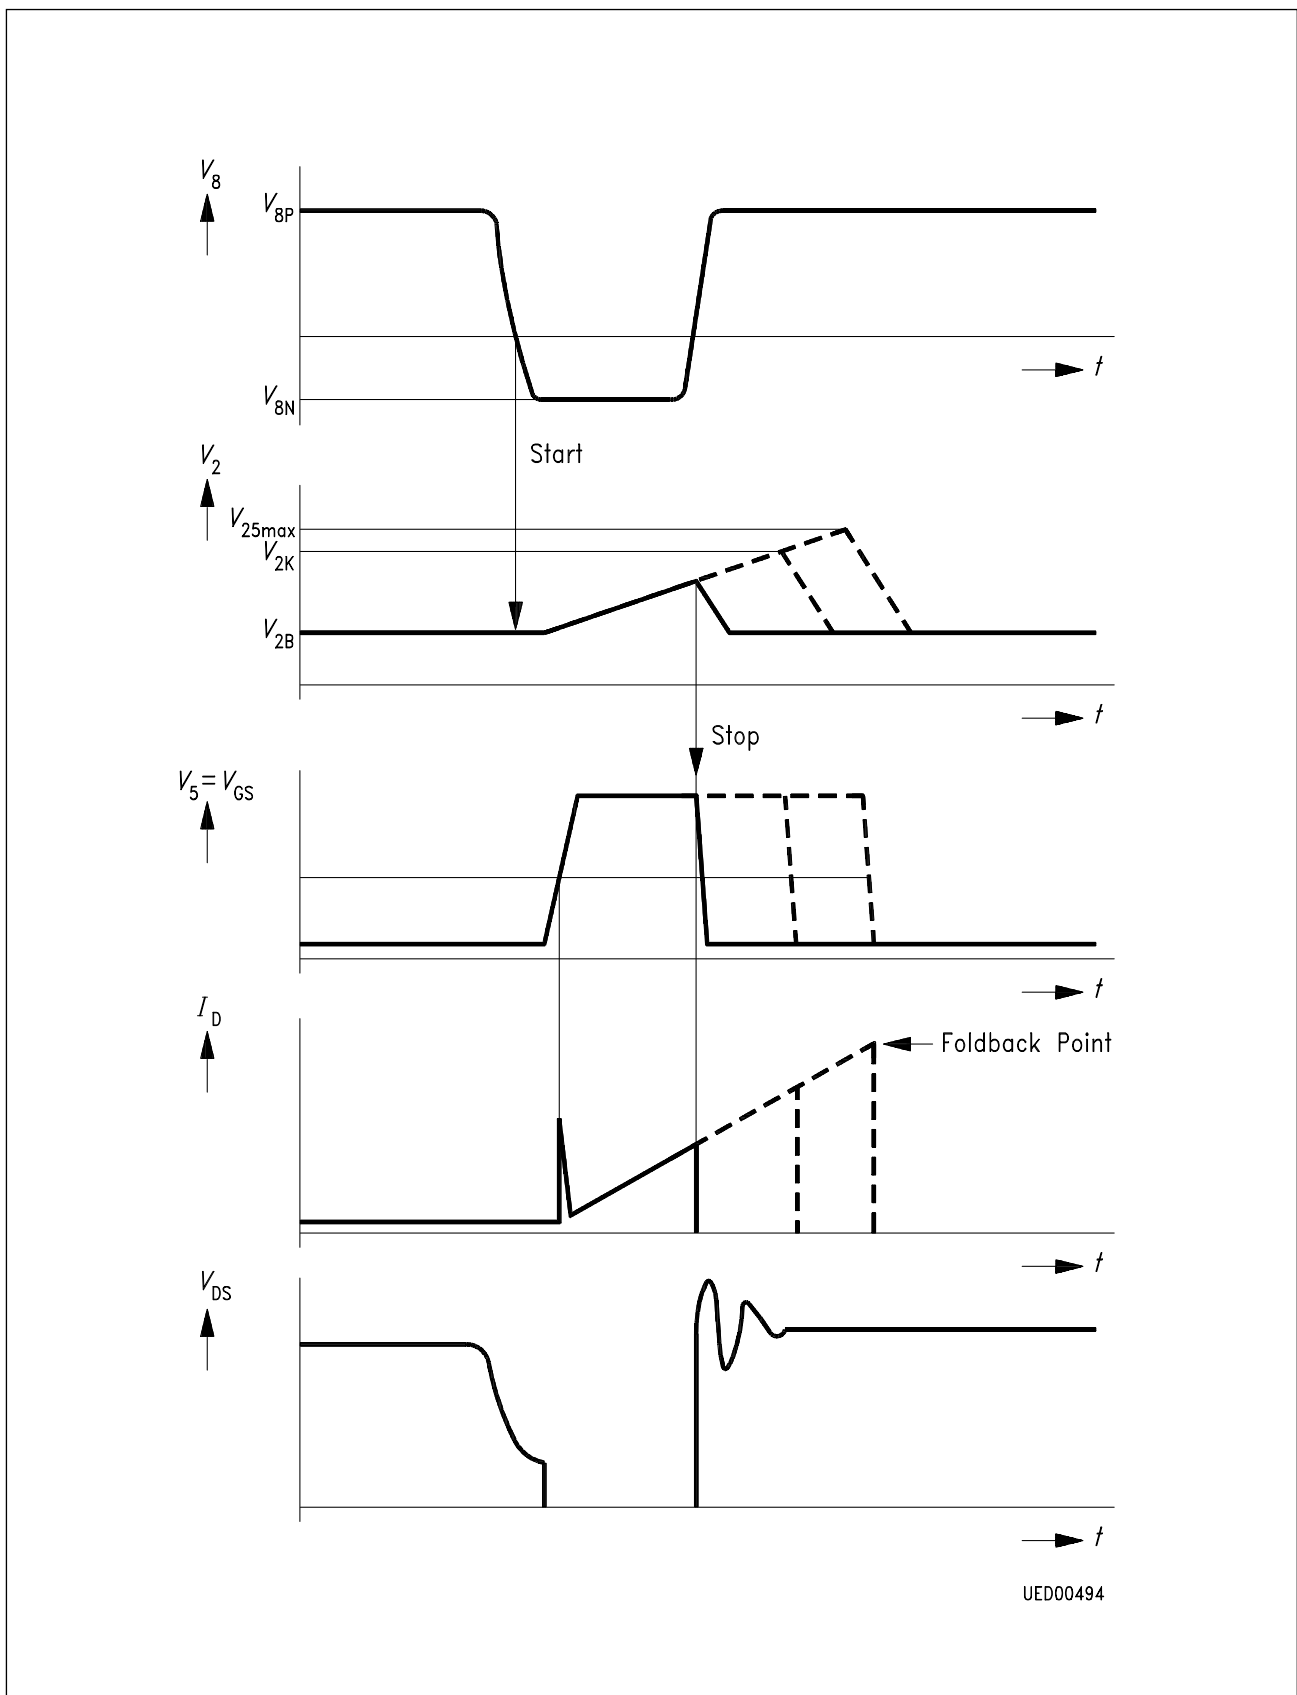 V8
V8P
t
V8N
Start
V2
V25max
V2K
V2B
t
Stop
V5=VGS
t
ID
Foldback Point
t
VDS
t
UED00494